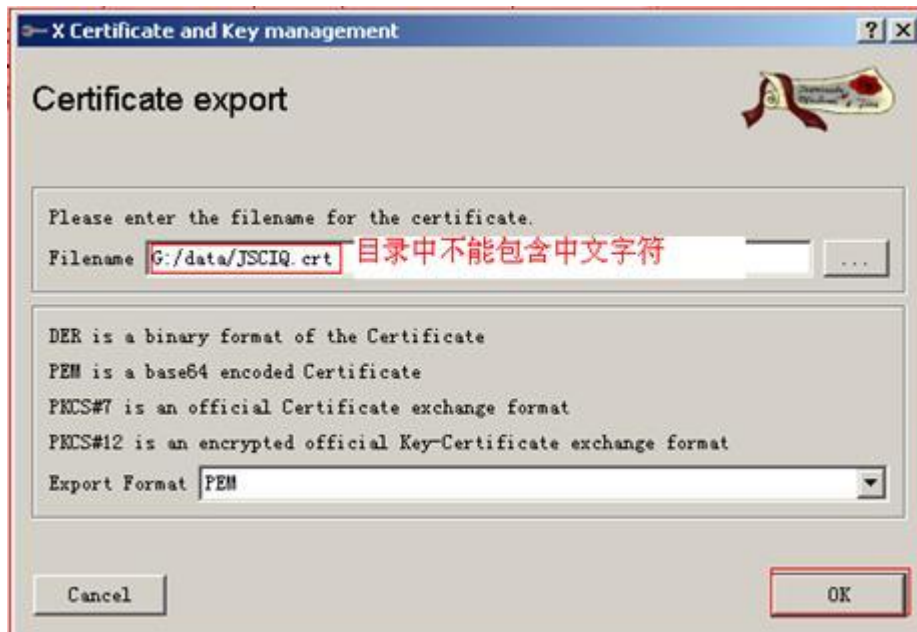 X Certificate and Key management
Certificate export
Please enter the filename for the certificate.
Filename G:/data/JSCIQ.crt 目录中不能包含中文字符 ...
DER is a binary format of the Certificate
PEM is a base64 encoded Certificate
PKCS#7 is an official Certificate exchange format
PKCS#12 is an encrypted official Key-Certificate exchange format
Export Format PEM
Cancel OK